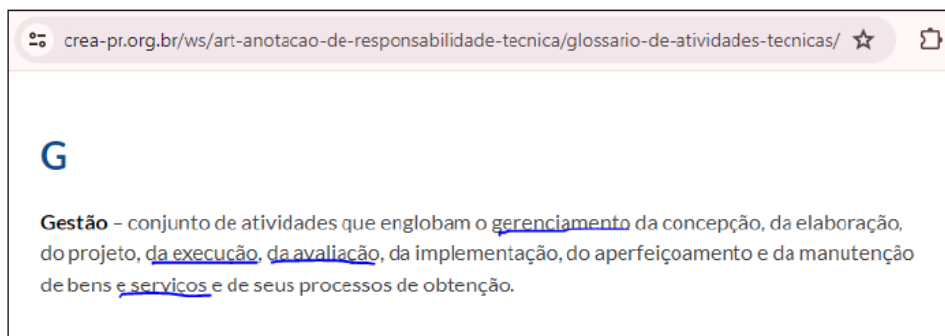 crea-pr.org.br/ws/art-anotacao-de-responsabilidade-tecnica/glossario-de-atividades-tecnicas/
G
Gestão – conjunto de atividades que englobam o gerenciamento da concepção, da elaboração,
do projeto, da execução, da avaliação, da implementação, do aperfeiçoamento e da manutenção
de bens e serviços e de seus processos de obtenção.